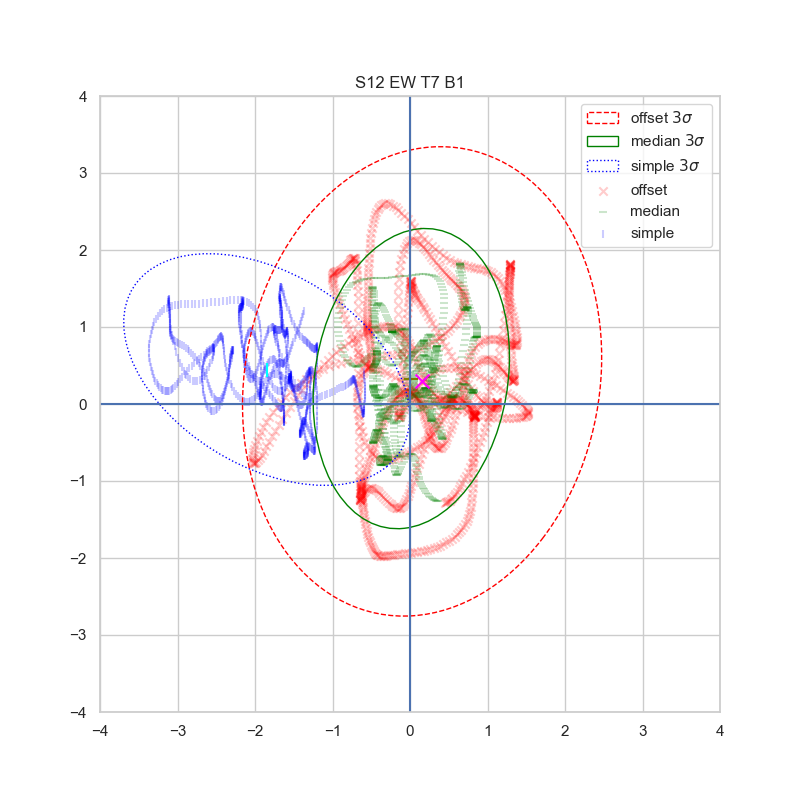 S12 EW T7 B1
4
3
2
1
0
−1
−2
−3
−4
−4
−3
−2
−1
0
1
2
3
4
offset 3σ
median 3σ
simple 3σ
offset
median
simple